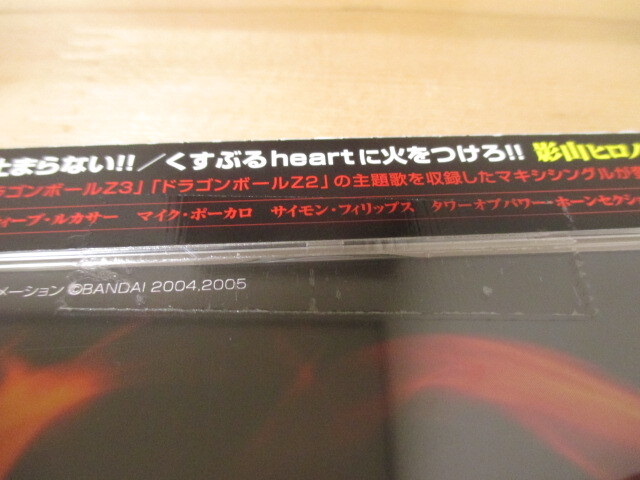 止まらない!!／くすぶるheartに火をつけろ!! 影山ヒロノ
ラゴンボールZ3」「ドラゴンボールZ2」の主題歌を収録したマキシシングルが
ィーブ・ルカサー マイク・ポーカロ サイモン・フィリップス タワーオブパワー・ホーンセクシ
メーション ©BANDAI 2004,2005